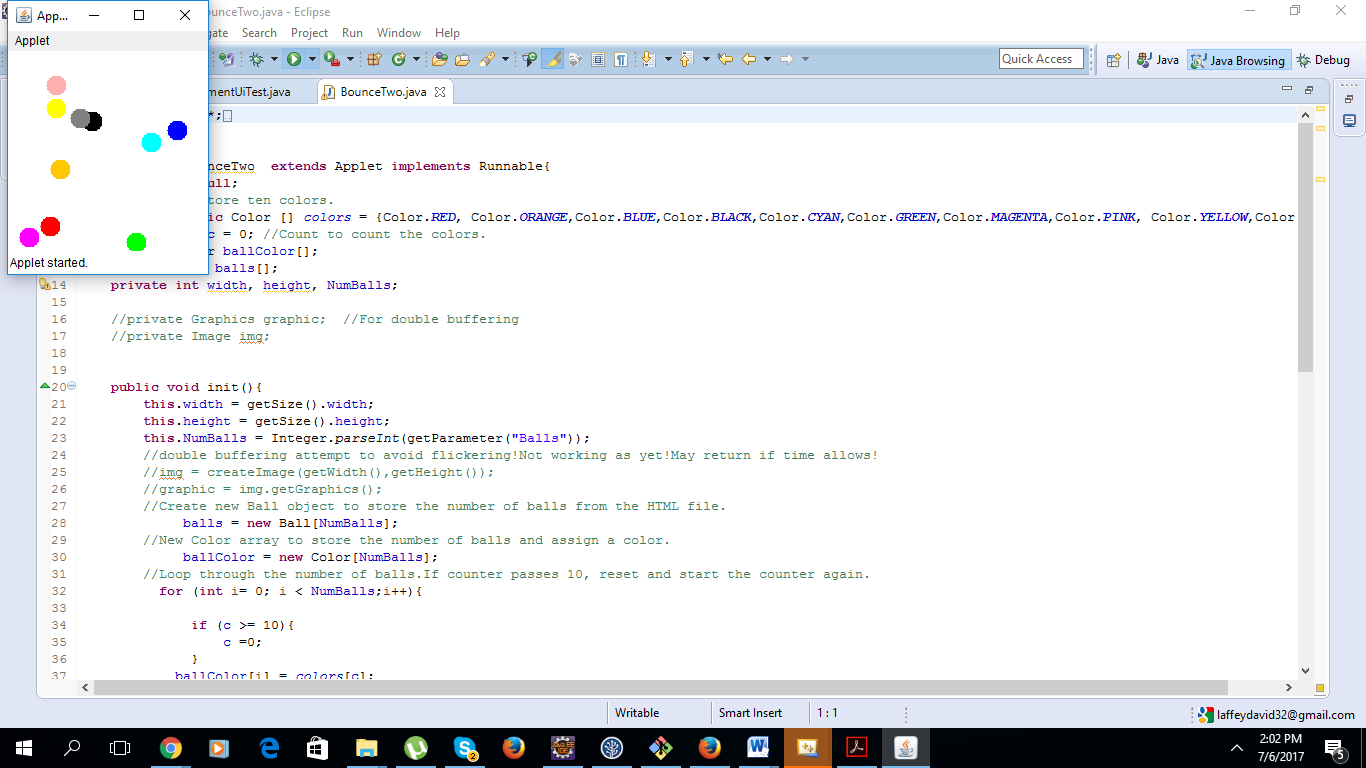 App...
Applet
Applet started.
ounceTwo.java - Eclipse
gate Search Project Run Window Help
Quick Access
Java
Java Browsing
Debug
mentUiTest.java
BounceTwo.java
*;
nceTwo extends Applet implements Runnable{
ull;
tore ten colors.
ic Color [] colors = {Color.RED, Color.ORANGE,Color.BLUE,Color.BLACK,Color.CYAN,Color.GREEN,Color.MAGENTA,Color.PINK, Color.YELLOW,Color
c = 0; //Count to count the colors.
r ballColor[];
balls[];
14 private int width, height, NumBalls;
15
16 //private Graphics graphic; //For double buffering
17 //private Image img;
18
19
20 public void init(){
21 this.width = getSize().width;
22 this.height = getSize().height;
23 this.NumBalls = Integer.parseInt(getParameter("Balls"));
24 //double buffering attempt to avoid flickering!Not working as yet!May return if time allows!
25 //img = createImage(getWidth(),getHeight());
26 //graphic = img.getGraphics();
27 //Create new Ball object to store the number of balls from the HTML file.
28 balls = new Ball[NumBalls];
29 //New Color array to store the number of balls and assign a color.
30 ballColor = new Color[NumBalls];
31 //Loop through the number of balls.If counter passes 10, reset and start the counter again.
32 for (int i= 0; i < NumBalls;i++){
33
34 if (c >= 10){
35 c =0;
36 }
37 ballColor[i] = colors[c];
Writable
Smart Insert
1 : 1
laffeydavid32@gmail.com
2:02 PM
7/6/2017
2
5